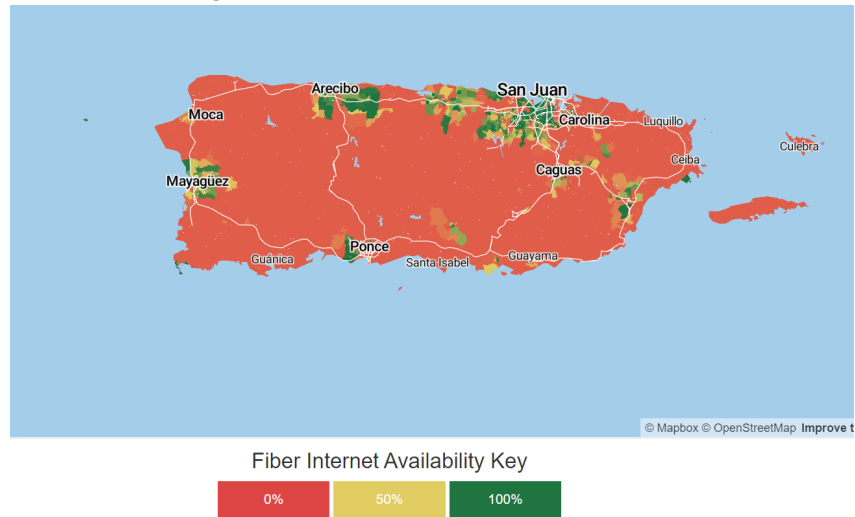 Arecibo
San Juan
Moca
Carolina
Luquillo
Culebra
Ceiba
Mayagüez
Caguas
Ponce
Guánica
Santa Isabel
Guayama
© Mapbox © OpenStreetMap Improve t
Fiber Internet Availability Key
0%
50%
100%